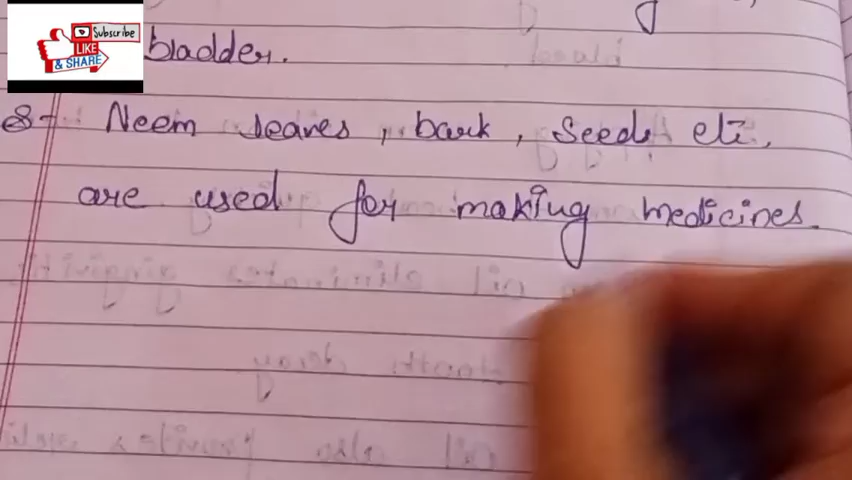 Subscribe
LIKE
& SHARE
bladder.
8- Neem leaves, bark, Seeds etc.
are used for making medicines.